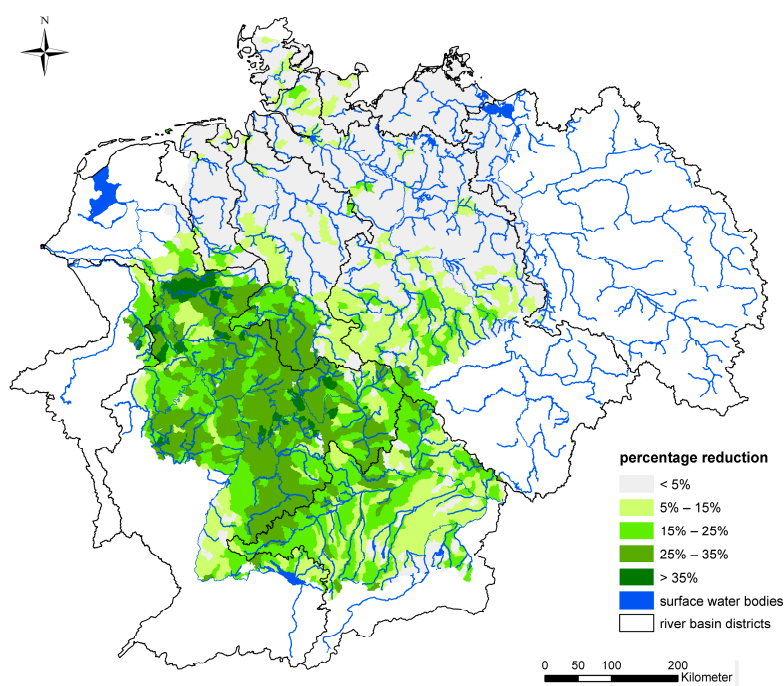 N
percentage reduction
< 5%
5% – 15%
15% – 25%
25% – 35%
> 35%
surface water bodies
river basin districts
0 50 100 200
Kilometer